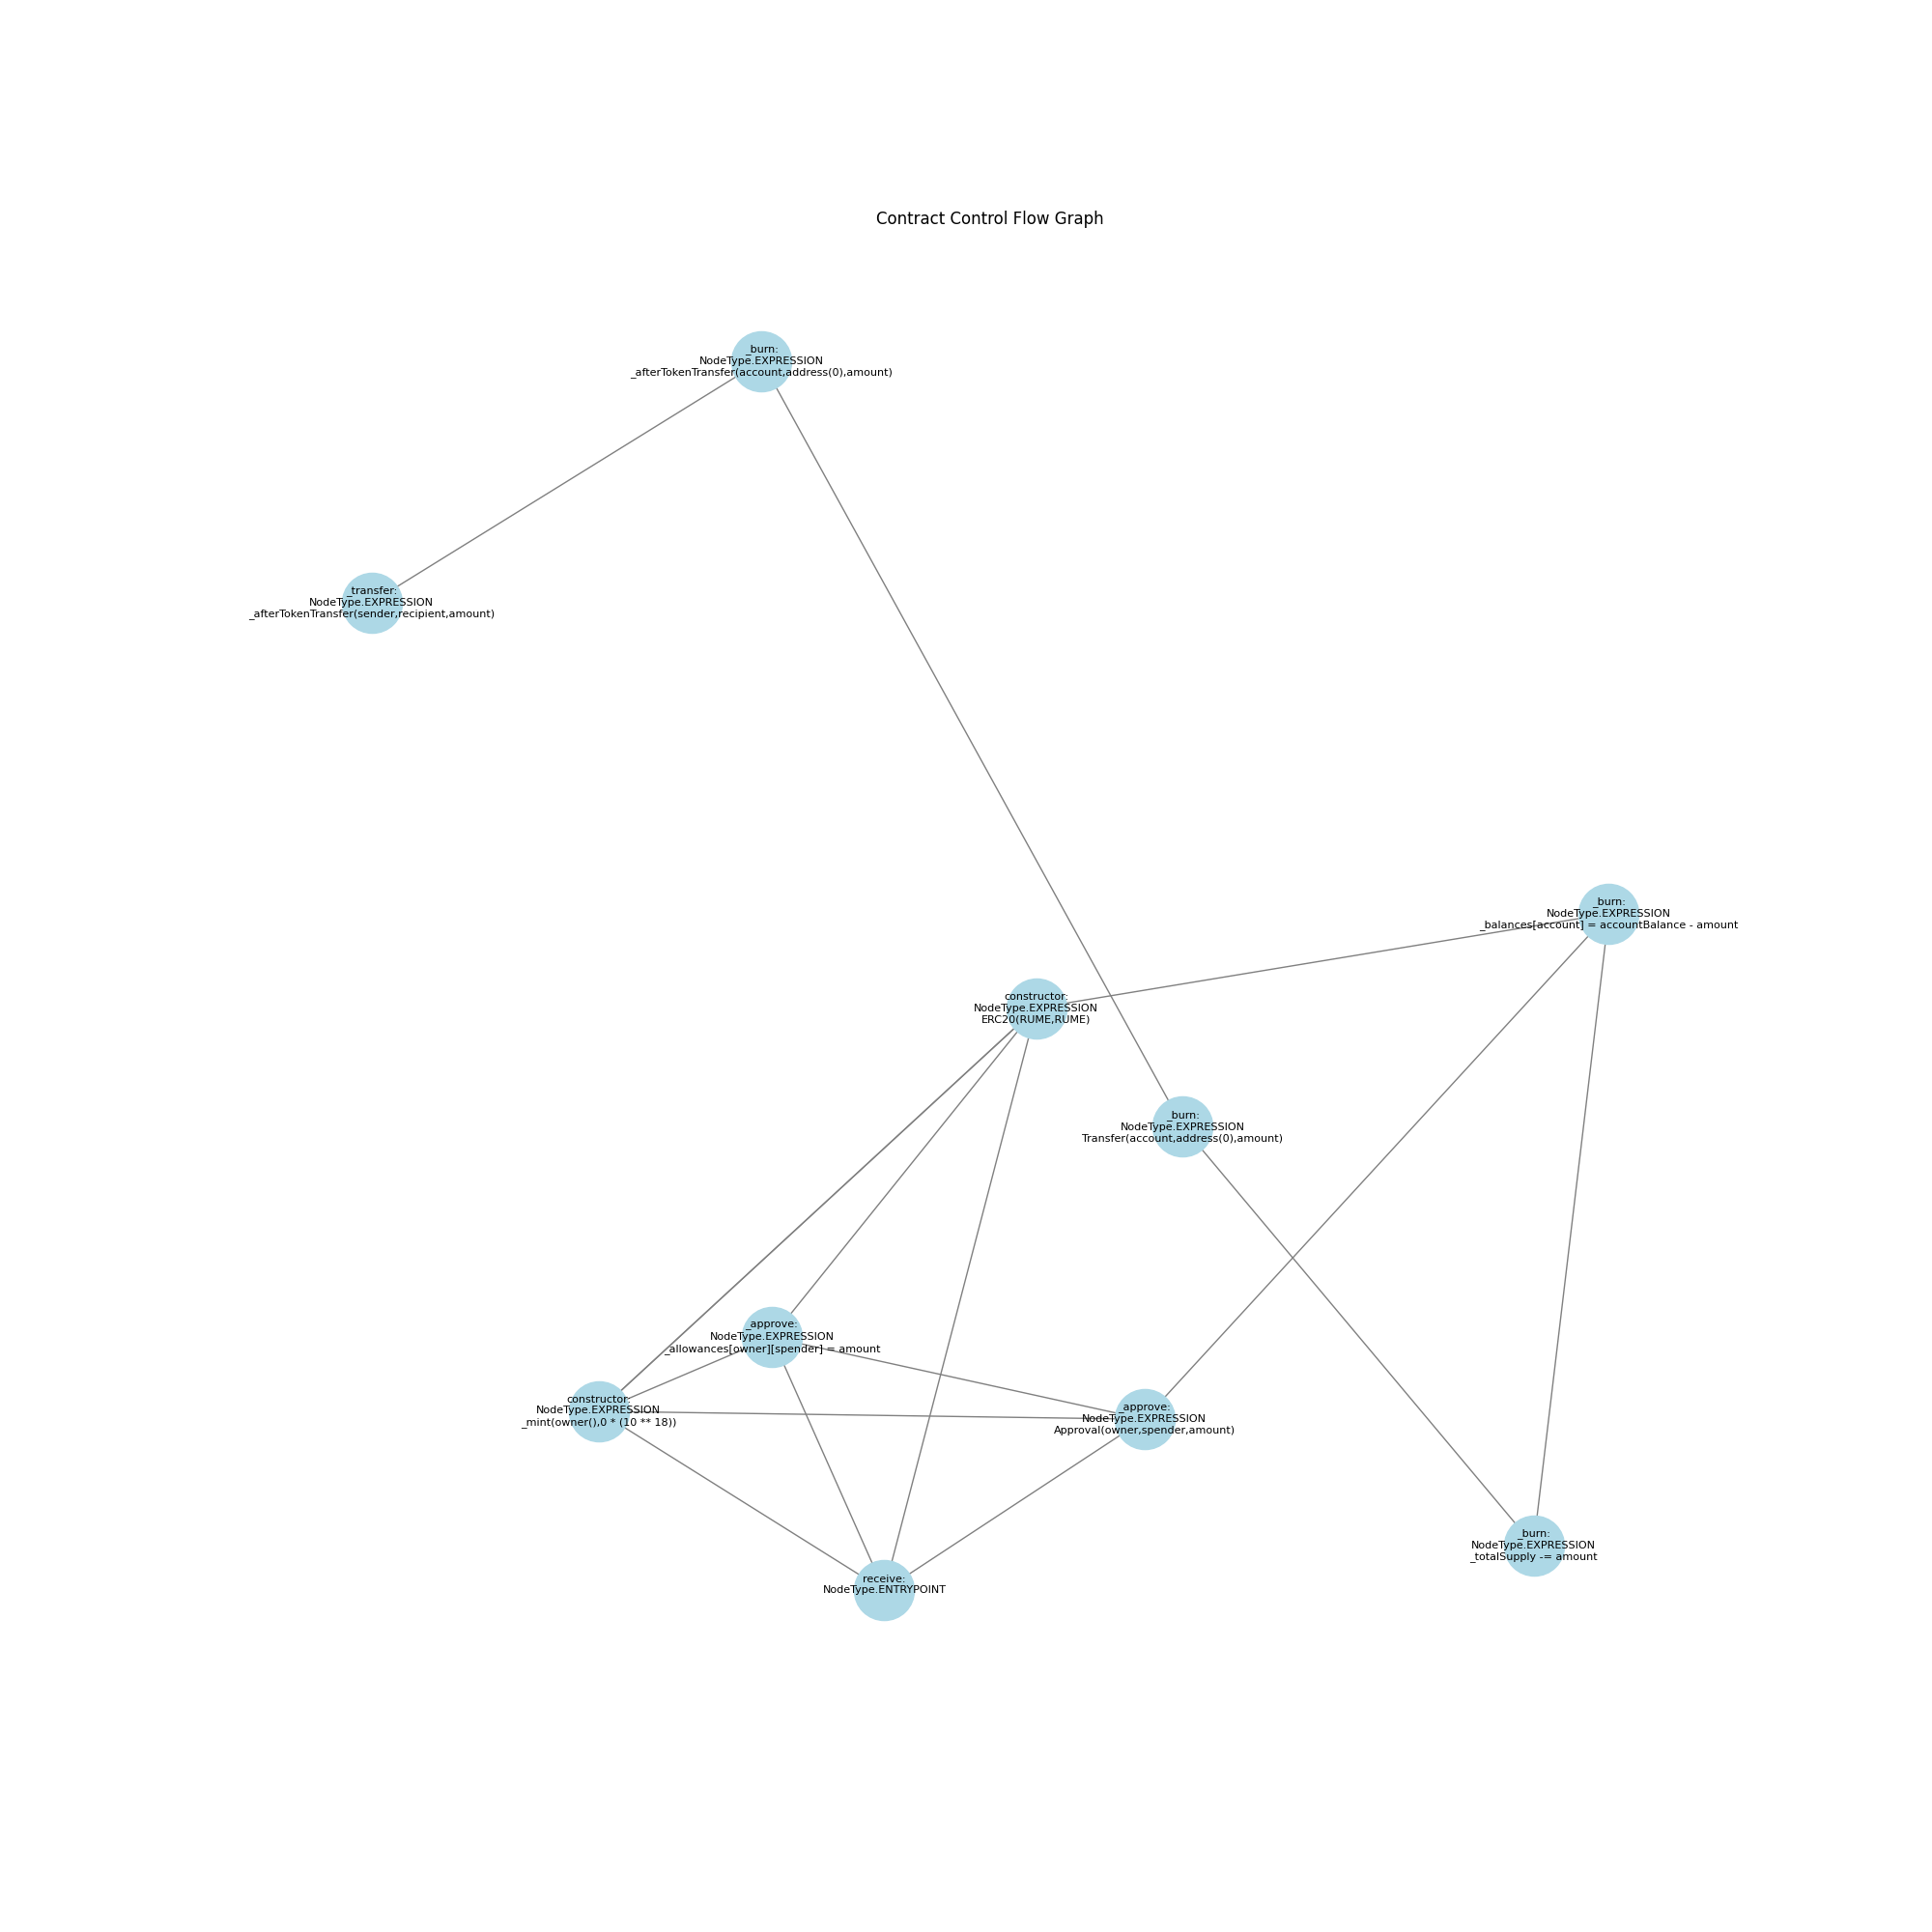 Contract Control Flow Graph
_burn:
NodeType.EXPRESSION
_afterTokenTransfer(account,address(0),amount)
_transfer:
NodeType.EXPRESSION
_afterTokenTransfer(sender,recipient,amount)
_burn:
NodeType.EXPRESSION
_balances[account] = accountBalance - amount
constructor:
NodeType.EXPRESSION
ERC20(RUME,RUME)
_burn:
NodeType.EXPRESSION
Transfer(account,address(0),amount)
_approve:
NodeType.EXPRESSION
_allowances[owner][spender] = amount
constructor:
NodeType.EXPRESSION
_mint(owner(),0 * (10 ** 18))
_approve:
NodeType.EXPRESSION
Approval(owner,spender,amount)
_burn:
NodeType.EXPRESSION
_totalSupply -= amount
receive:
NodeType.ENTRYPOINT